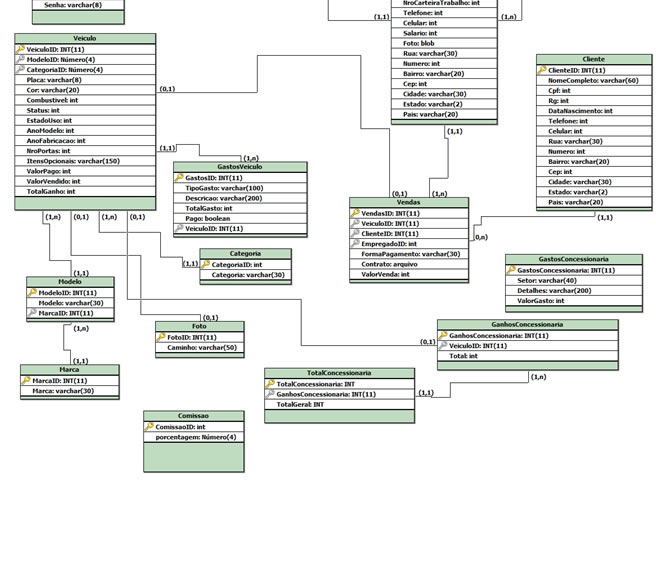 Senha: varchar(8)
Veiculo
VeiculoID: INT(11)
ModeloID: Número(4)
CategoriaID: Número(4)
Placa: varchar(8)
Cor: varchar(20)
Combustivel: int
Status: int
EstadoUso: int
AnoModelo: int
AnoFabricacao: int
NroPortas: int
ItensOpcionais: varchar(150)
ValorPago: int
ValorVendido: int
TotalGanho: int
(0,1)
(1,1)
(1,n)
(0,1)
(1,n)
(0,1)
(1,n)
GastosVeiculo
GastosID: INT(11)
TipoGasto: varchar(100)
Descricao: varchar(200)
TotalGasto: int
Pago: boolean
VeiculoID: INT(11)
(1,1)
(1,n)
NroCarteiraTrabalho: int
Telefone: int
Celular: int
Salario: int
Foto: blob
Rua: varchar(30)
Numero: int
Bairro: varchar(20)
Cep: int
Cidade: varchar(30)
Estado: varchar(2)
Pais: varchar(20)
(1,1)
(0,1)
(1,n)
Vendas
VendasID: INT(11)
VeiculoID: INT(11)
ClienteID: INT(11)
EmpregadoID: int
FormaPagamento: varchar(30)
Contrato: arquivo
ValorVenda: int
(0,n)
Cliente
ClienteID: INT(11)
NomeCompleto: varchar(60)
Cpf: int
Rg: int
DataNascimento: int
Telefone: int
Celular: int
Rua: varchar(30)
Numero: int
Bairro: varchar(20)
Cep: int
Cidade: varchar(30)
Estado: varchar(2)
Pais: varchar(20)
(1,1)
(1,1)
Categoria
CategoriaID: int
Categoria: varchar(30)
GastosConcessionaria
GastosConcessionaria: INT(11)
Setor: varchar(40)
Detalhes: varchar(200)
ValorGasto: int
(1,1)
Modelo
ModeloID: INT(11)
Modelo: varchar(30)
MarcaID: INT(11)
(1,n)
(0,1)
Foto
FotoID: INT(11)
Caminho: varchar(50)
GanhosConcessionaria
GanhosConcessionaria: INT(11)
VeiculoID: INT(11)
Total: int
(0,1)
(1,n)
(1,1)
Marca
MarcaID: INT(11)
Marca: varchar(30)
TotalConcessionaria
TotalConcessionaria: INT
GanhosConcessionaria: INT(11)
TotalGeral: INT
(1,1)
Comissao
ComissaoID: int
porcentagem: Número(4)